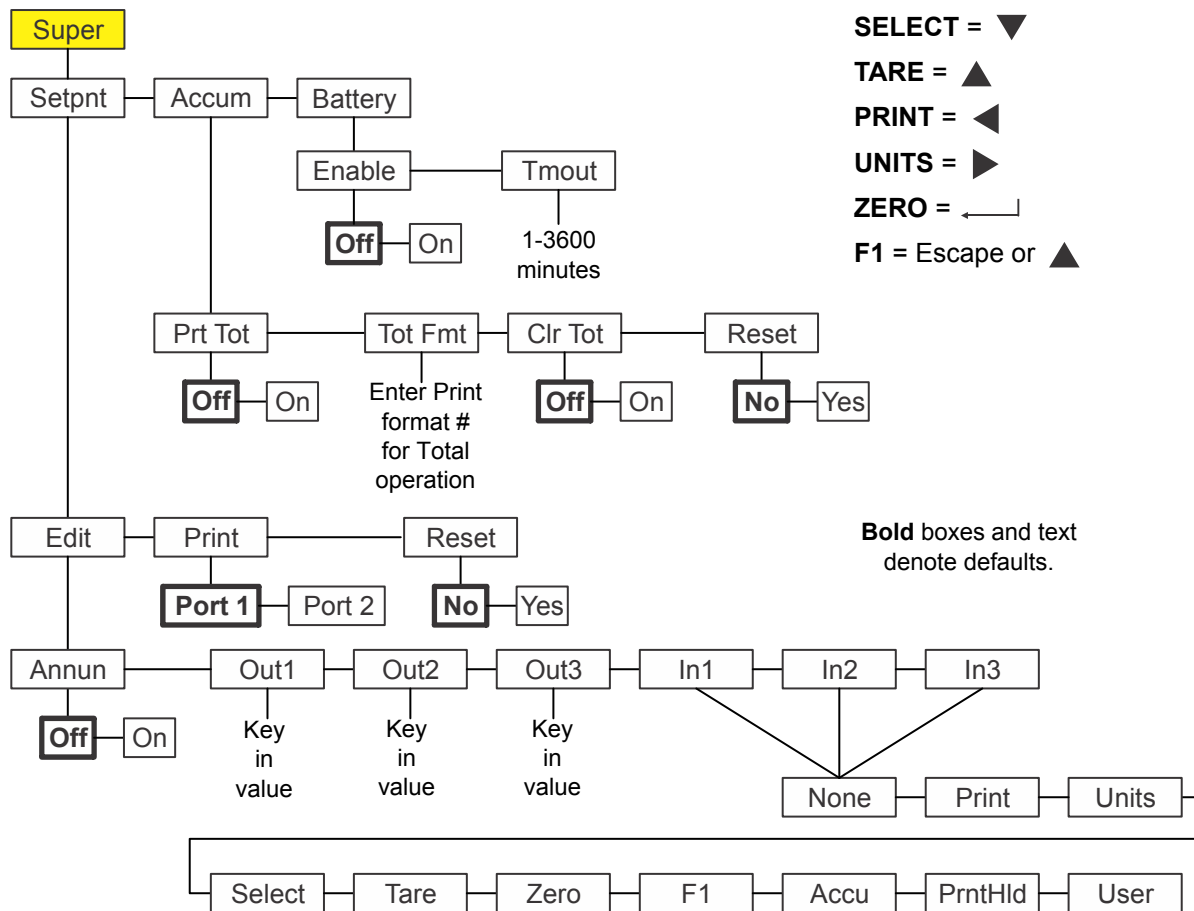 Super
SELECT =
TARE =
PRINT =
UNITS =
ZERO =
F1 = Escape or
Setpnt
Accum
Battery
Enable
Tmout
Off
On
1-3600
minutes
Prt Tot
Tot Fmt
Clr Tot
Reset
Off
On
Enter Print
format #
for Total
operation
Off
On
No
Yes
Edit
Print
Reset
Bold boxes and text
denote defaults.
Port 1
Port 2
No
Yes
Annun
Out1
Out2
Out3
In1
In2
In3
Off
On
Key
in
value
Key
in
value
Key
in
value
None
Print
Units
Select
Tare
Zero
F1
Accu
PrntHld
User